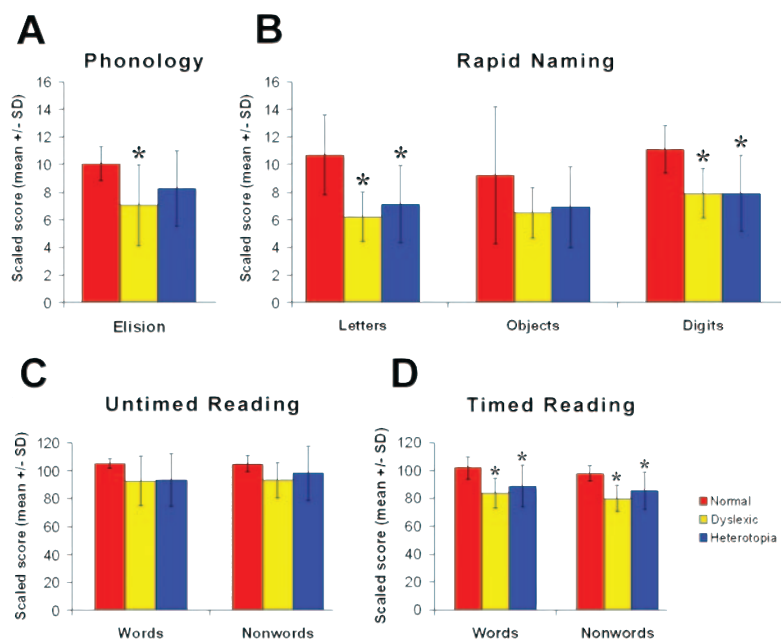 A
Phonology
Scaled score (mean +/- SD)
16
14
12
10
8
6
4
2
0
*
Elision
B
Rapid Naming
Scaled score (mean +/- SD)
16
14
12
10
8
6
4
2
0
* * * *
Letters Objects Digits
C
Untimed Reading
Scaled score (mean +/- SD)
120
100
80
60
40
20
0
Words Nonwords
D
Timed Reading
Scaled score (mean +/- SD)
120
100
80
60
40
20
0
* * * *
Words Nonwords
Normal
Dyslexic
Heterotopia